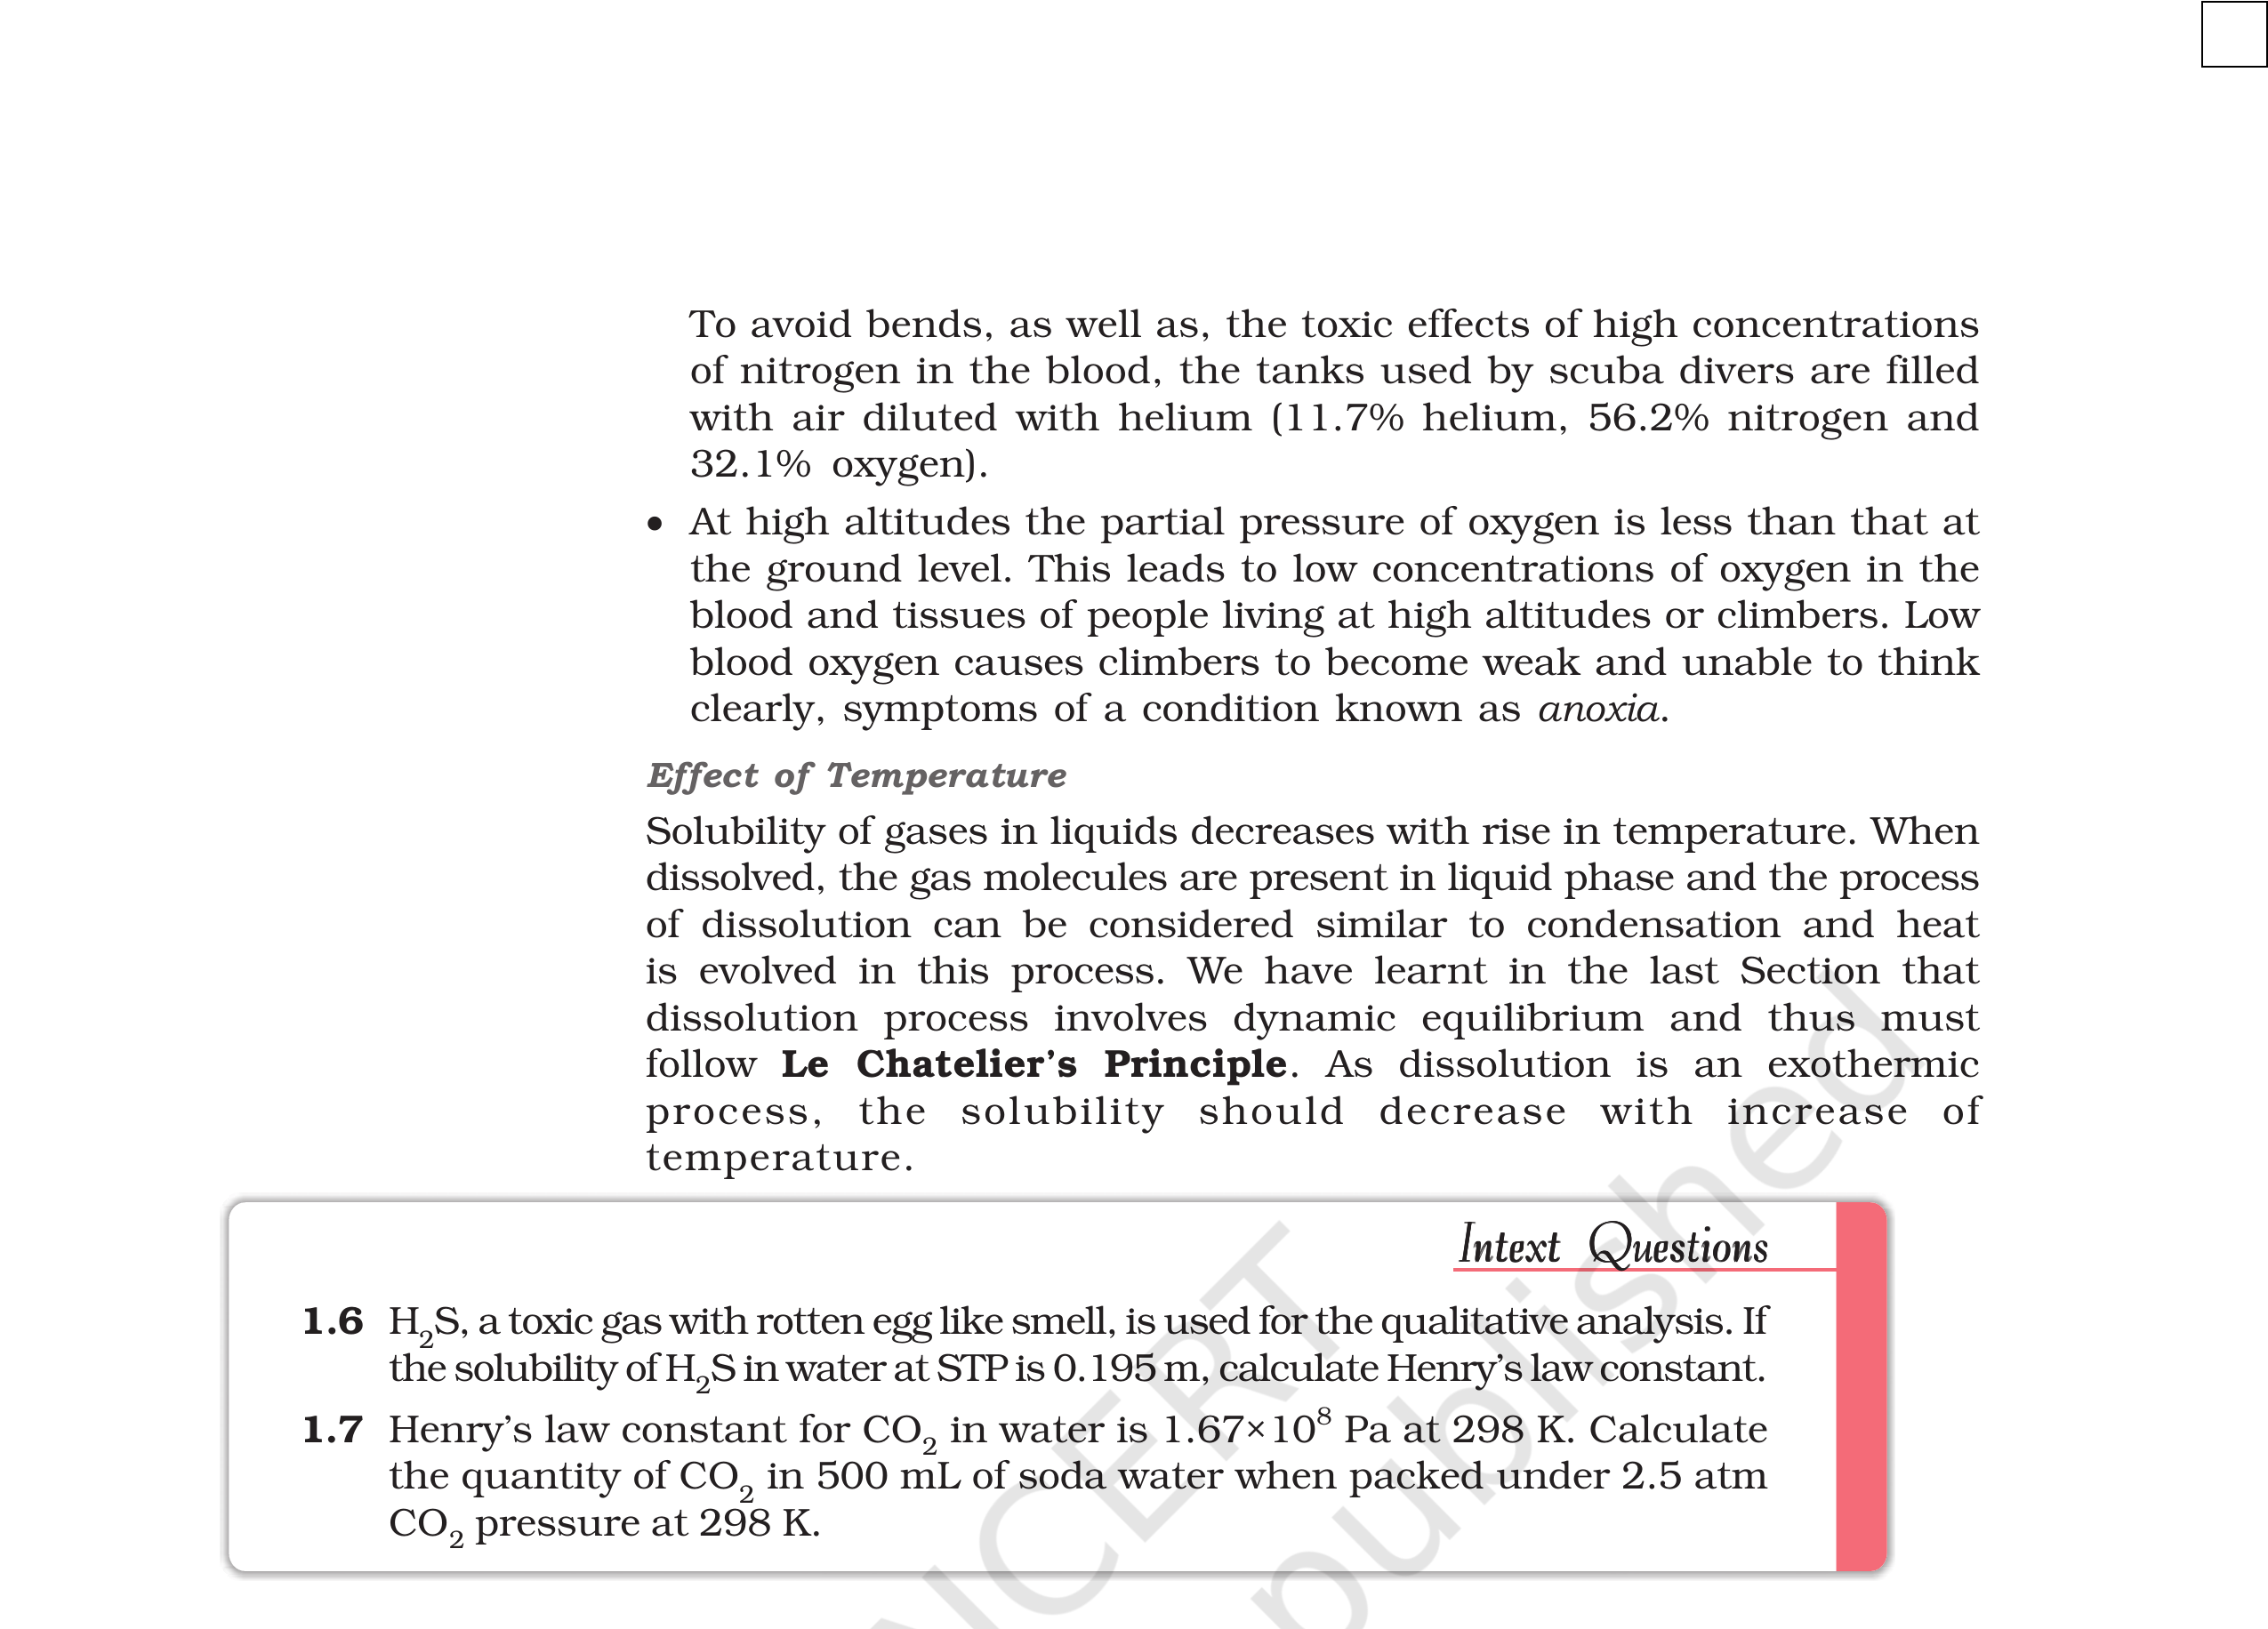 To avoid bends, as well as, the toxic effects of high concentrations
of nitrogen in the blood, the tanks used by scuba divers are filled
with air diluted with helium (11.7% helium, 56.2% nitrogen and
32.1% oxygen).
• At high altitudes the partial pressure of oxygen is less than that at
the ground level. This leads to low concentrations of oxygen in the
blood and tissues of people living at high altitudes or climbers. Low
blood oxygen causes climbers to become weak and unable to think
clearly, symptoms of a condition known as anoxia.
Effect of Temperature
Solubility of gases in liquids decreases with rise in temperature. When
dissolved, the gas molecules are present in liquid phase and the process
of dissolution can be considered similar to condensation and heat
is evolved in this process. We have learnt in the last Section that
dissolution process involves dynamic equilibrium and thus must
follow Le Chatelier’s Principle. As dissolution is an exothermic
process, the solubility should decrease with increase of
temperature.
Intext Questions
1.6 H₂S, a toxic gas with rotten egg like smell, is used for the qualitative analysis. If
the solubility of H₂S in water at STP is 0.195 m, calculate Henry’s law constant.
1.7 Henry’s law constant for CO₂ in water is 1.67×10⁸ Pa at 298 K. Calculate
the quantity of CO₂ in 500 mL of soda water when packed under 2.5 atm
CO₂ pressure at 298 K.
NCERT
published